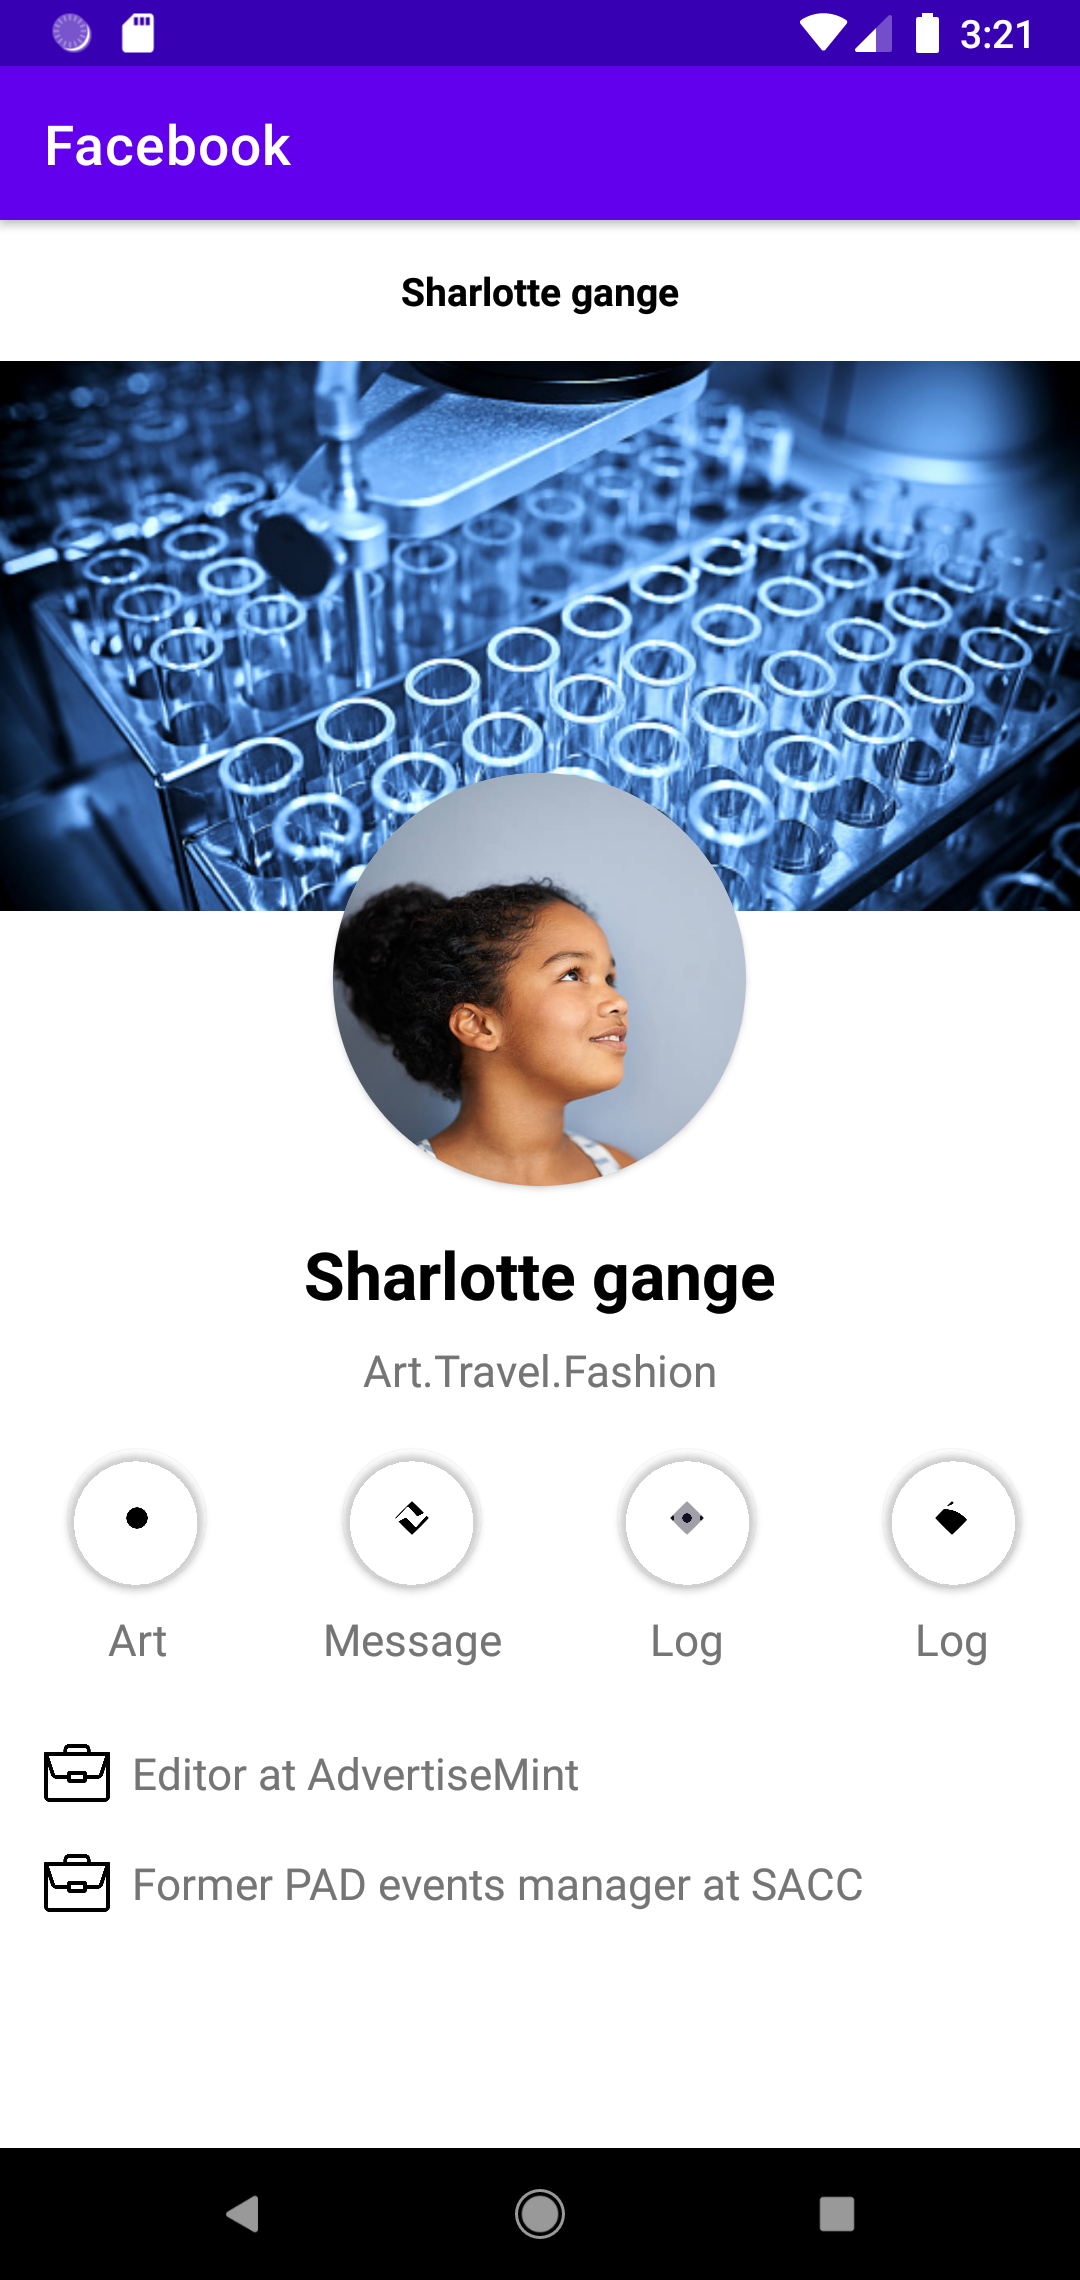 3:21
Facebook
Sharlotte gange
Sharlotte gange
Art.Travel.Fashion
Art Message Log Log
Editor at AdvertiseMint
Former PAD events manager at SACC